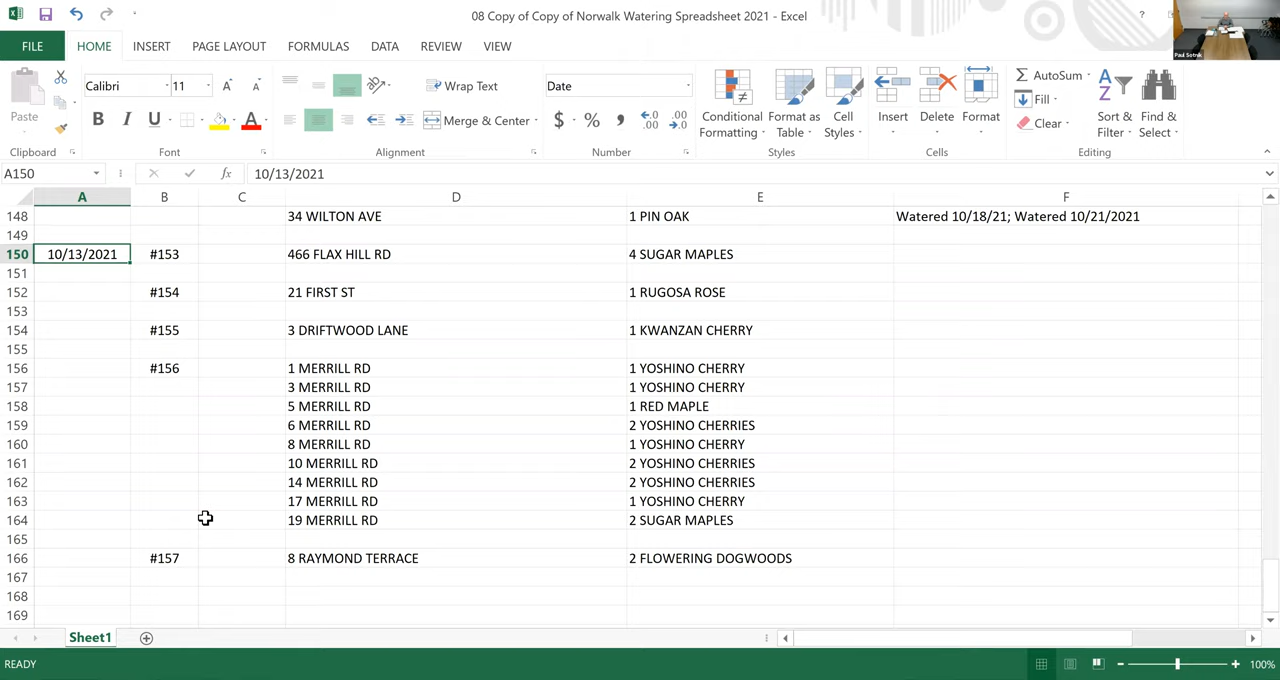 08 Copy of Copy of Norwalk Watering Spreadsheet 2021 - Excel
?
Paul Sotnik
FILE HOME INSERT PAGE LAYOUT FORMULAS DATA REVIEW VIEW
Paste
Calibri 11
B I U
Wrap Text
Merge & Center
Date
$ % ,
Conditional Formatting
Format as Table
Cell Styles
Insert
Delete
Format
AutoSum
Fill
Clear
Sort & Filter
Find & Select
Clipboard Font Alignment Number Styles Cells Editing
A150 fx 10/13/2021
A B C D E F
148 34 WILTON AVE 1 PIN OAK Watered 10/18/21; Watered 10/21/2021
149
150 10/13/2021 #153 466 FLAX HILL RD 4 SUGAR MAPLES
151
152 #154 21 FIRST ST 1 RUGOSA ROSE
153
154 #155 3 DRIFTWOOD LANE 1 KWANZAN CHERRY
155
156 #156 1 MERRILL RD 1 YOSHINO CHERRY
157 3 MERRILL RD 1 YOSHINO CHERRY
158 5 MERRILL RD 1 RED MAPLE
159 6 MERRILL RD 2 YOSHINO CHERRIES
160 8 MERRILL RD 1 YOSHINO CHERRY
161 10 MERRILL RD 2 YOSHINO CHERRIES
162 14 MERRILL RD 2 YOSHINO CHERRIES
163 17 MERRILL RD 1 YOSHINO CHERRY
164 19 MERRILL RD 2 SUGAR MAPLES
165
166 #157 8 RAYMOND TERRACE 2 FLOWERING DOGWOODS
167
168
169
Sheet1
READY 100%